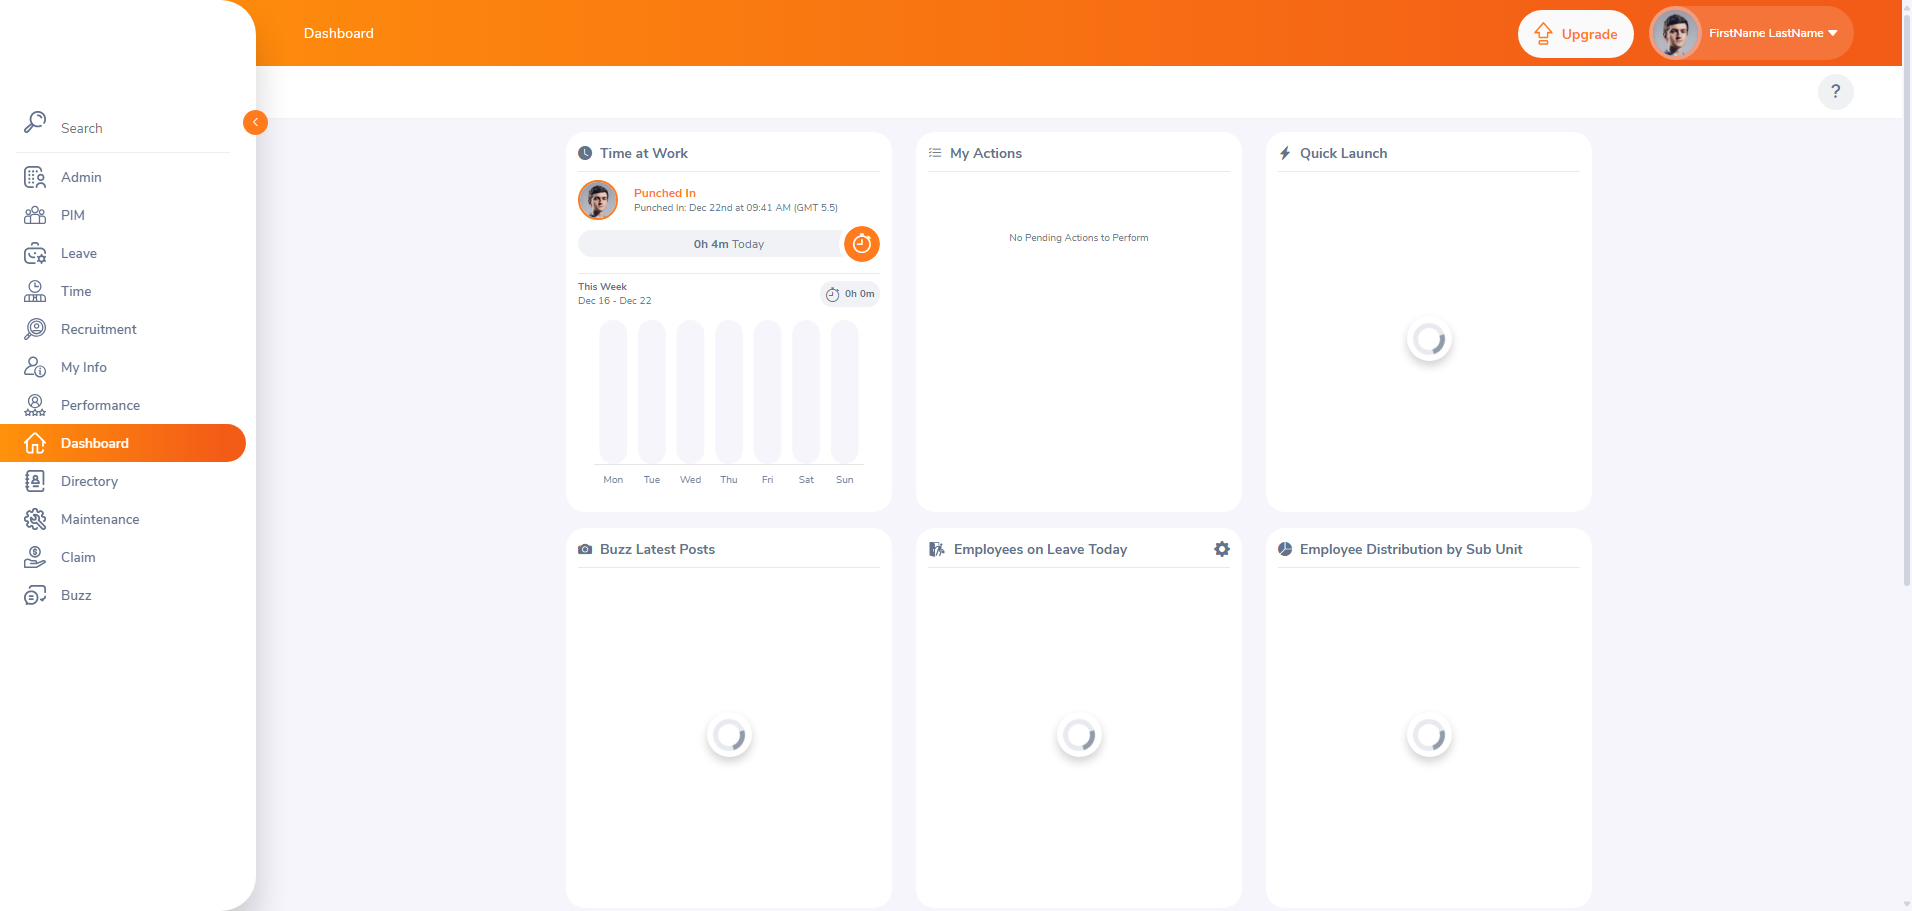 Dashboard
Upgrade
FirstName LastName
?
Search
Admin
PIM
Leave
Time
Recruitment
My Info
Performance
Dashboard
Directory
Maintenance
Claim
Buzz
Time at Work
Punched In
Punched In: Dec 22nd at 09:41 AM (GMT 5.5)
0h 4m Today
This Week
Dec 16 - Dec 22
0h 0m
Mon Tue Wed Thu Fri Sat Sun
My Actions
No Pending Actions to Perform
Quick Launch
Buzz Latest Posts
Employees on Leave Today
Employee Distribution by Sub Unit